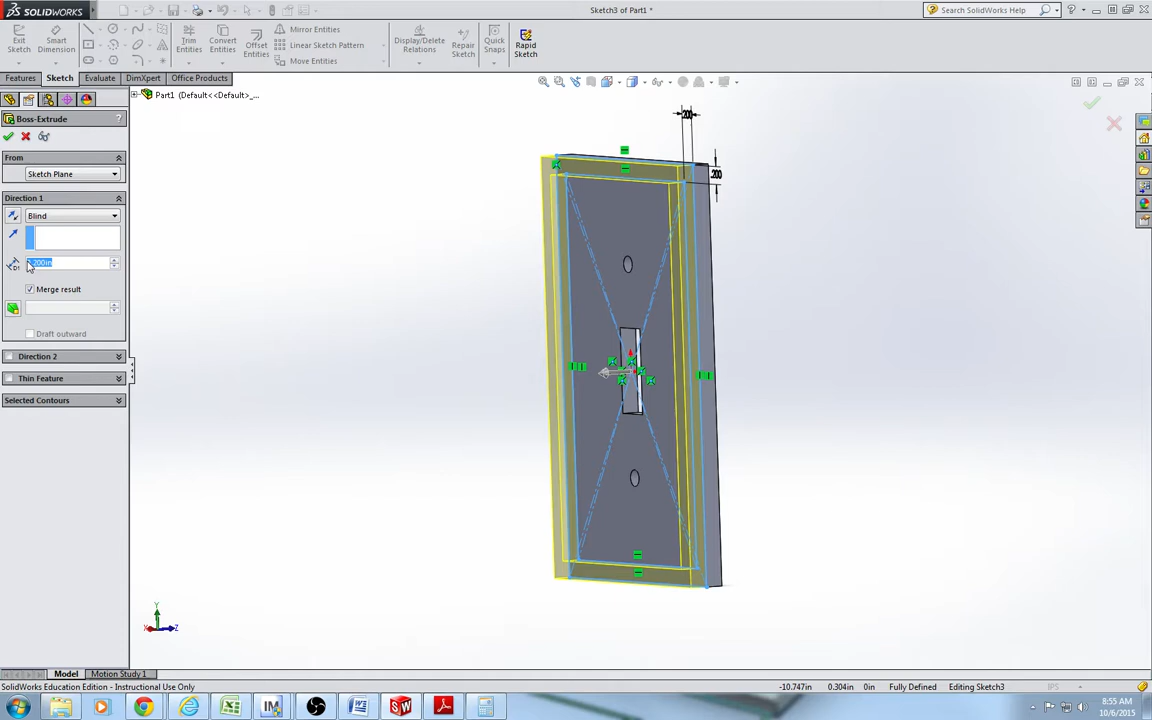 SOLIDWORKS
Sketch3 of Part1 *
Search SolidWorks Help
Exit Sketch
Smart Dimension
Trim Entities
Convert Entities
Offset Entities
Mirror Entities
Linear Sketch Pattern
Move Entities
Display/Delete Relations
Repair Sketch
Quick Snaps
Rapid Sketch
Features
Sketch
Evaluate
DimXpert
Office Products
Part1 (Default<<Default>_...
Boss-Extrude
?
From
Sketch Plane
Direction 1
Blind
Merge result
Draft outward
Direction 2
Thin Feature
Selected Contours
.200
.200
Y
X
Z
Model
Motion Study 1
SolidWorks Education Edition - Instructional Use Only
-10.747in
0.304in
0in
Fully Defined
Editing Sketch3
IPS
8:55 AM
10/6/2015